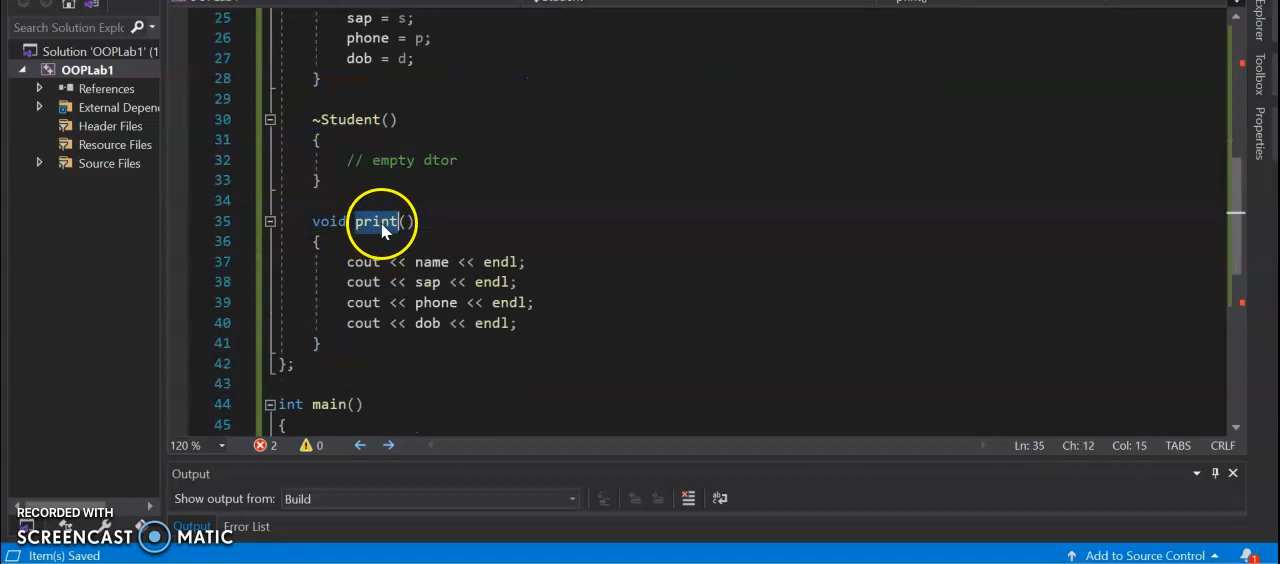 Search Solution Explc
Solution 'OOPLab1' (1
OOPLab1
References
External Depen
Header Files
Resource Files
Source Files
25 sap = s;
26 phone = p;
27 dob = d;
28 }
29
30 ~Student()
31 {
32 // empty dtor
33 }
34
35 void print()
36 {
37 cout << name << endl;
38 cout << sap << endl;
39 cout << phone << endl;
40 cout << dob << endl;
41 }
42 };
43
44 int main()
45 {
120 % 2 0 Ln: 35 Ch: 12 Col: 15 TABS CRLF
Output
Show output from: Build
Output Error List
RECORDED WITH
SCREENCAST MATIC
Item(s) Saved Add to Source Control 1
Explorer
Toolbox
Properties